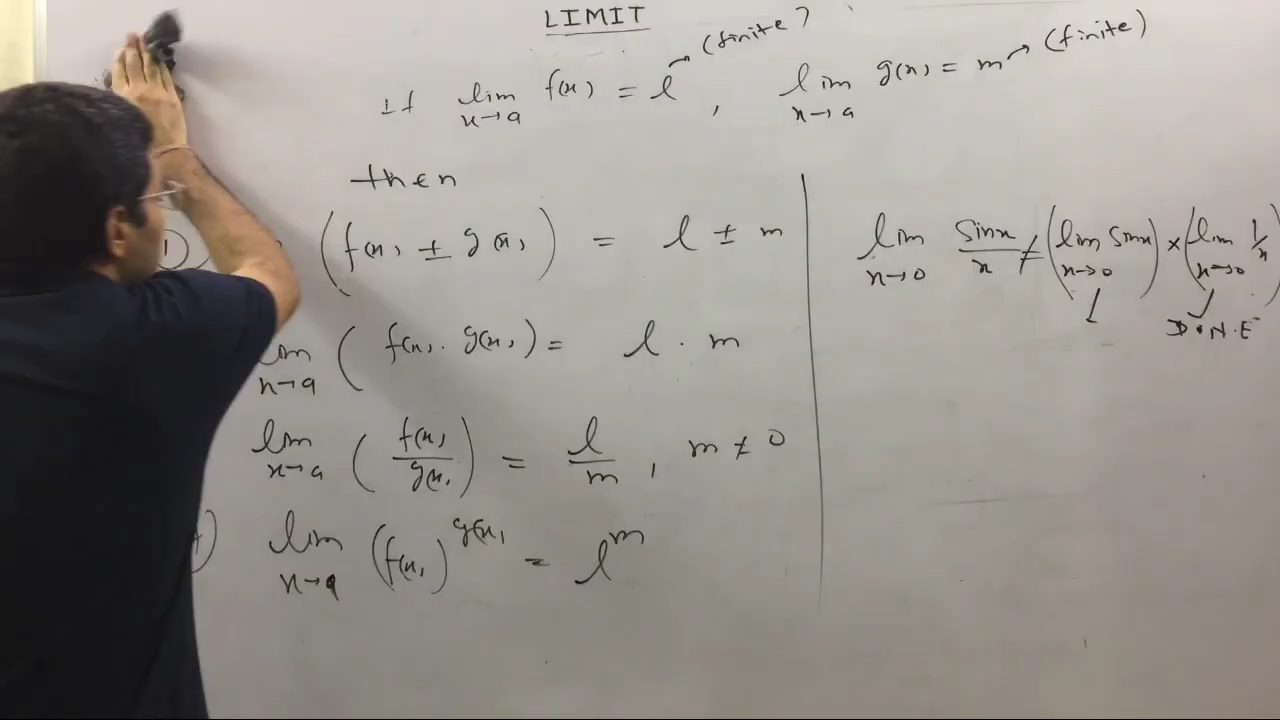 LIMIT
If lim x→a f(x) = l → (finite), lim x→a g(x) = m → (finite)
then
① (f(x) ± g(x)) = l ± m
lim x→a (f(x) · g(x)) = l · m
lim x→a (f(x)/g(x)) = l/m, m ≠ 0
) lim x→a (f(x))^g(x) = l^m
lim x→0 sinx/x ≠ (lim x→0 sinx) × (lim x→0 1/x)
D.N.E